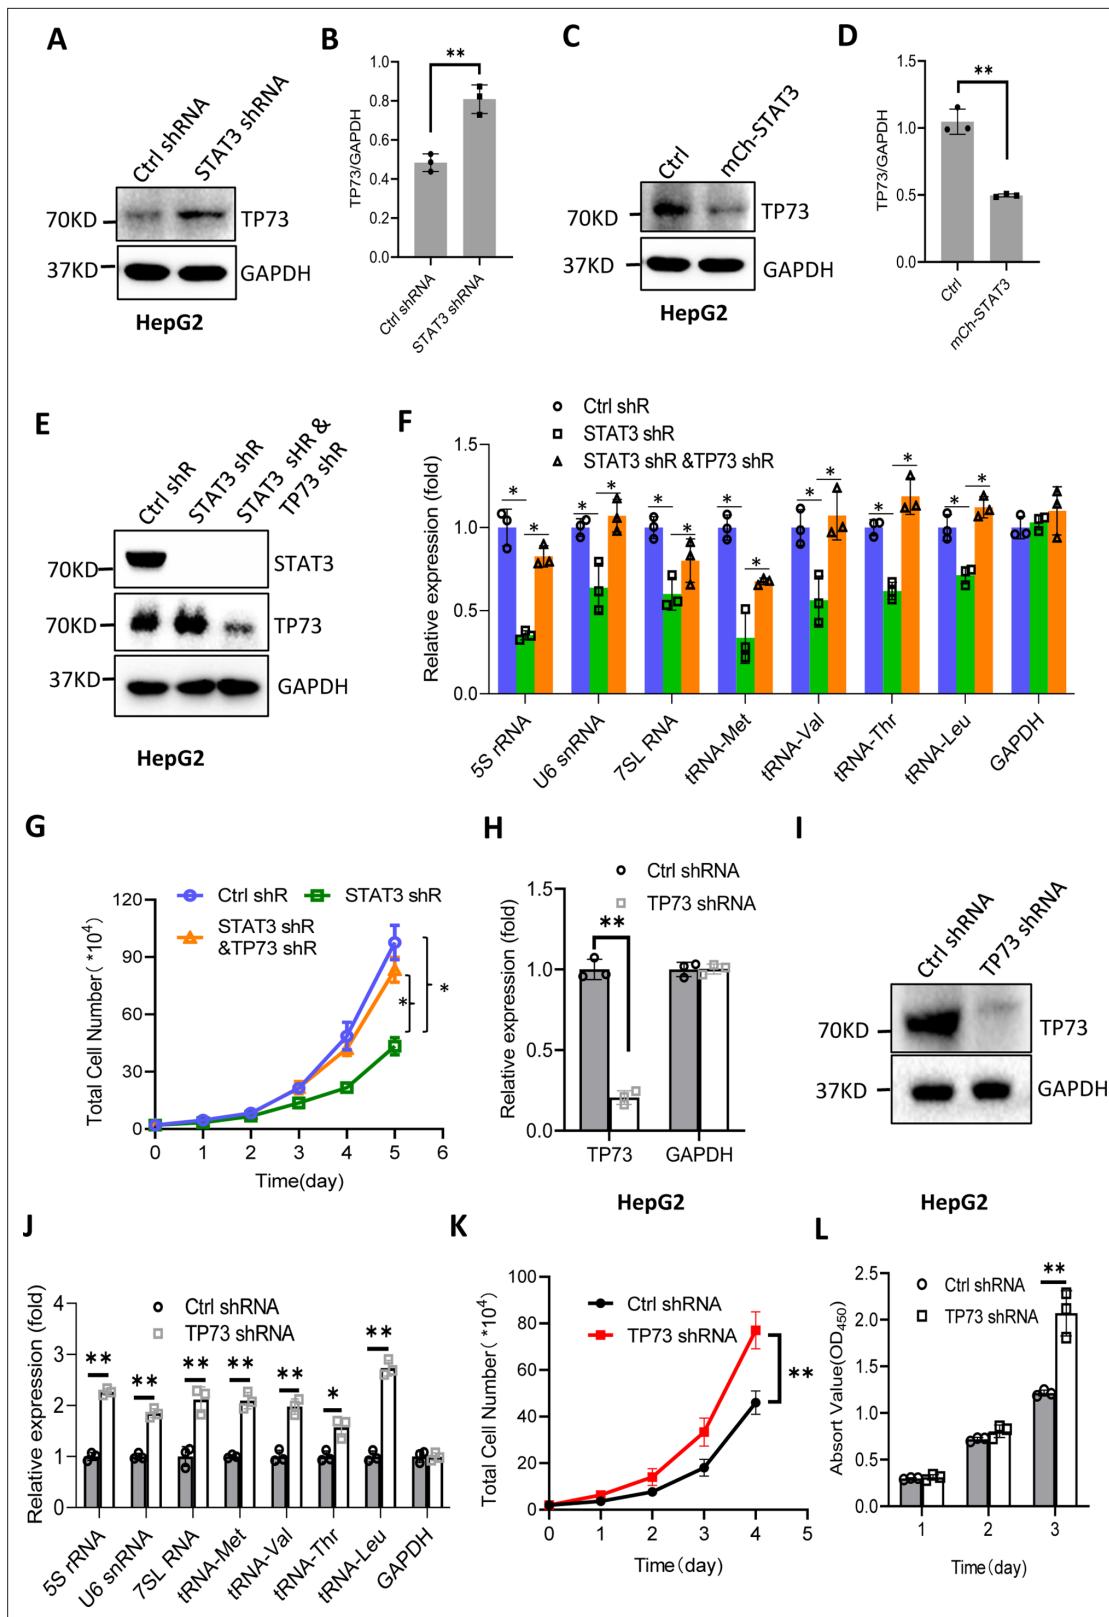 A
Ctrl shRNA
STAT3 shRNA
70KD
TP73
37KD
GAPDH
HepG2
B
**
TP73/GAPDH
1.0
0.8
0.6
0.4
0.2
0.0
Ctrl shRNA
STAT3 shRNA
C
Ctrl
mCh-STAT3
70KD
TP73
37KD
GAPDH
HepG2
D
**
TP73/GAPDH
1.5
1.0
0.5
0.0
Ctrl
mCh-STAT3
E
Ctrl shR
STAT3 shR
STAT3 sHR &
TP73 shR
70KD
STAT3
70KD
TP73
37KD
GAPDH
HepG2
F
Ctrl shR
STAT3 shR
STAT3 shR &TP73 shR
Relative expression (fold)
1.5
1.0
0.5
0.0
* * * * * * * * * * * * * *
5S rRNA
U6 snRNA
7SL RNA
tRNA-Met
tRNA-Val
tRNA-Thr
tRNA-Leu
GAPDH
G
Ctrl shR
STAT3 shR
STAT3 shR
&TP73 shR
Total Cell Number( *10⁴)
120
90
60
30
0
* *
0 1 2 3 4 5 6
Time(day)
H
Ctrl shRNA
TP73 shRNA
Relative expression (fold)
1.5
1.0
0.5
0.0
**
TP73 GAPDH
HepG2
I
Ctrl shRNA
TP73 shRNA
70KD
TP73
37KD
GAPDH
HepG2
J
Ctrl shRNA
TP73 shRNA
Relative expression (fold)
4
3
2
1
0
** ** ** ** ** * **
5S rRNA
U6 snRNA
7SL RNA
tRNA-Met
tRNA-Val
tRNA-Thr
tRNA-Leu
GAPDH
K
Ctrl shRNA
TP73 shRNA
Total Cell Number( *10⁴)
100
80
60
40
20
0
**
0 1 2 3 4 5
Time(day)
L
Ctrl shRNA
TP73 shRNA
Absort Value(OD₄₅₀)
2.5
2.0
1.5
1.0
0.5
0.0
**
1 2 3
Time(day)